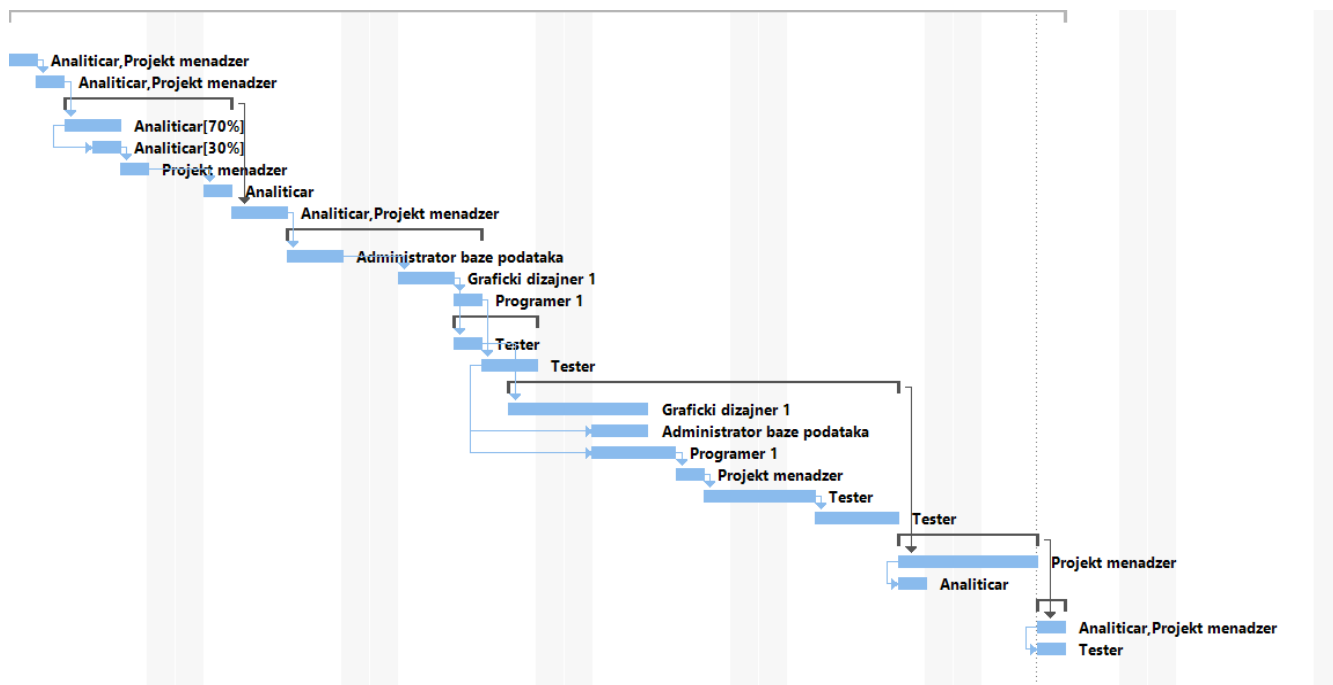 Analiticar,Projekt menadzer
Analiticar,Projekt menadzer
Analiticar[70%]
Analiticar[30%]
Projekt menadzer
Analiticar
Analiticar,Projekt menadzer
Administrator baze podataka
Graficki dizajner 1
Programer 1
Tester
Tester
Graficki dizajner 1
Administrator baze podataka
Programer 1
Projekt menadzer
Tester
Tester
Projekt menadzer
Analiticar
Analiticar,Projekt menadzer
Tester